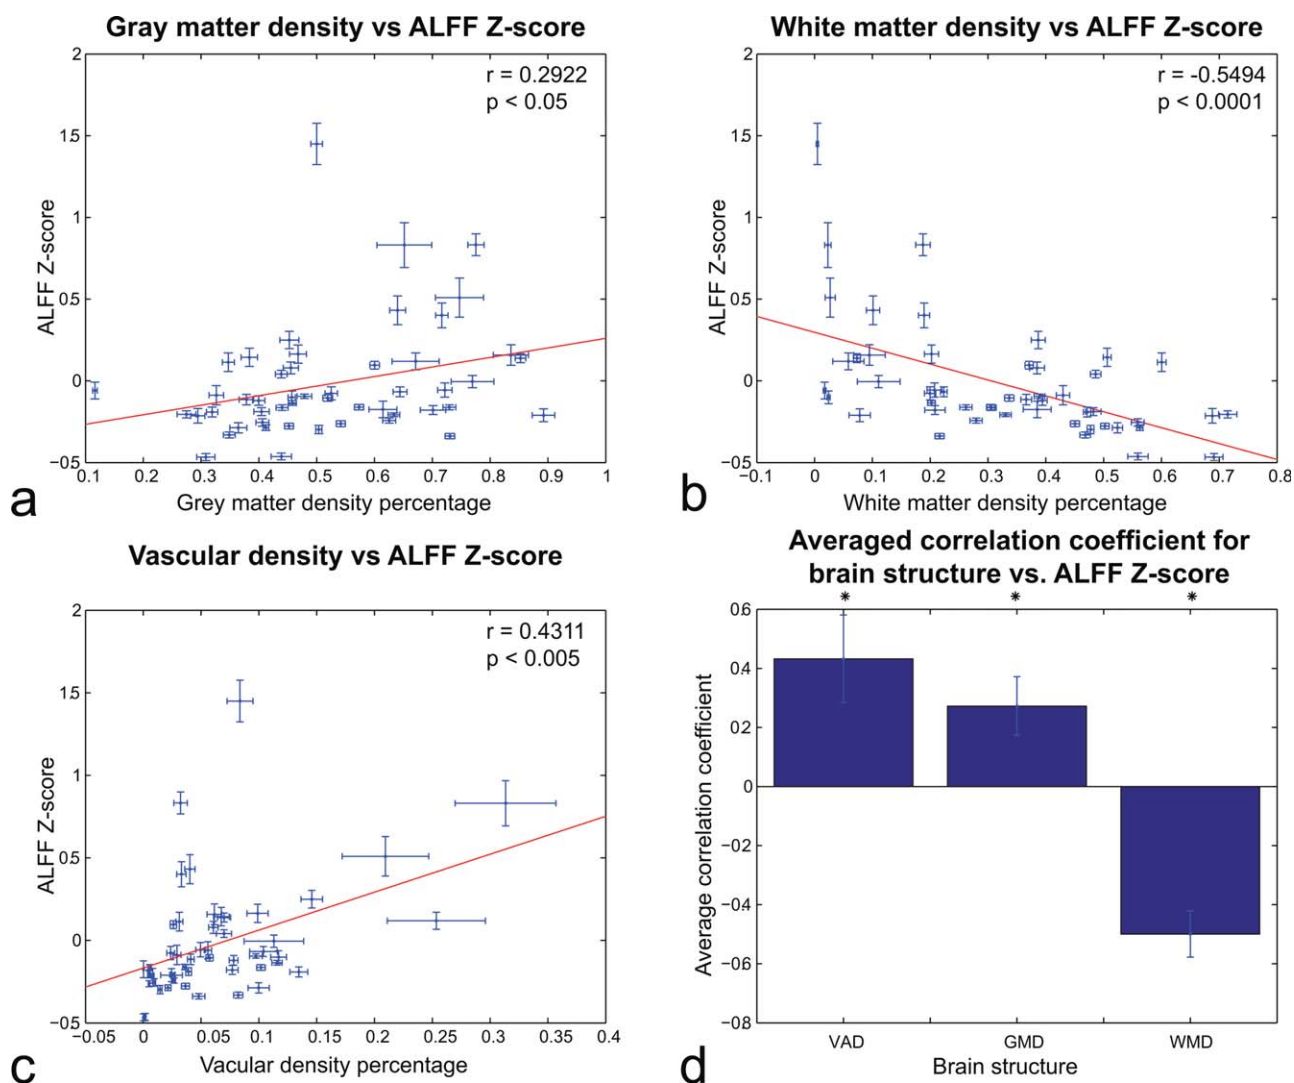 Gray matter density vs ALFF Z-score
2
1.5
1
05
0
−05
ALFF Z-score
r = 0.2922
p < 0.05
0.1 0.2 0.3 0.4 0.5 0.6 0.7 0.8 0.9 1
Grey matter density percentage
a
White matter density vs ALFF Z-score
2
1.5
1
05
0
−05
ALFF Z-score
r = -0.5494
p < 0.0001
−0.1 0 0.1 0.2 0.3 0.4 0.5 0.6 0.7 0.8
White matter density percentage
b
Vascular density vs ALFF Z-score
2
1.5
1
05
0
−05
ALFF Z-score
r = 0.4311
p < 0.005
−0.05 0 0.05 0.1 0.15 0.2 0.25 0.3 0.35 0.4
Vacular density percentage
c
Averaged correlation coefficient for
brain structure vs. ALFF Z-score
* * *
0.6
0.4
02
0
−02
−04
−06
−08
Average correlation coefficient
VAD GMD WMD
Brain structure
d